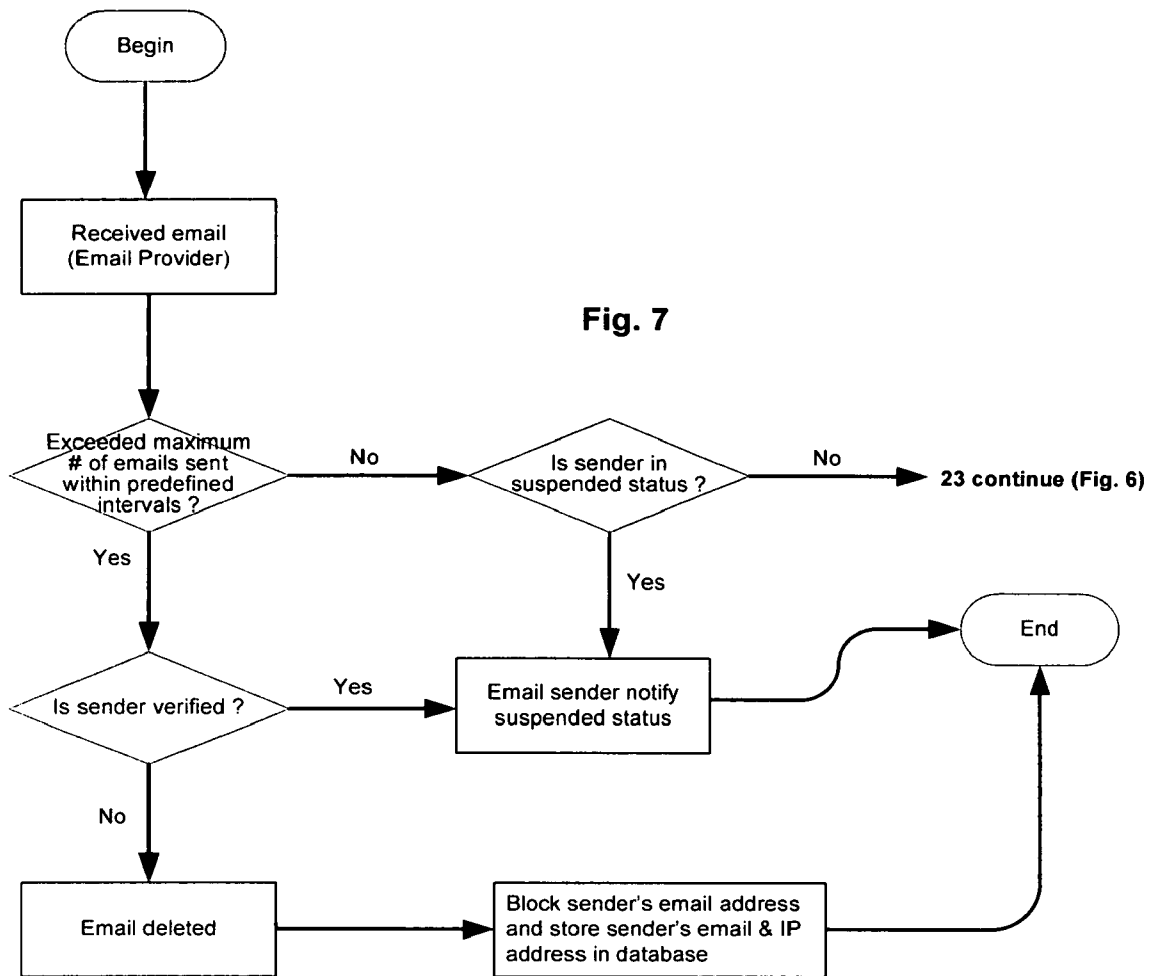 Begin
Received email
(Email Provider)
Fig. 7
Exceeded maximum
# of emails sent
within predefined
intervals ?
No
Is sender in
suspended status ?
No
23 continue (Fig. 6)
Yes
Yes
End
Is sender verified ?
Yes
Email sender notify
suspended status
No
Email deleted
Block sender's email address
and store sender's email & IP
address in database